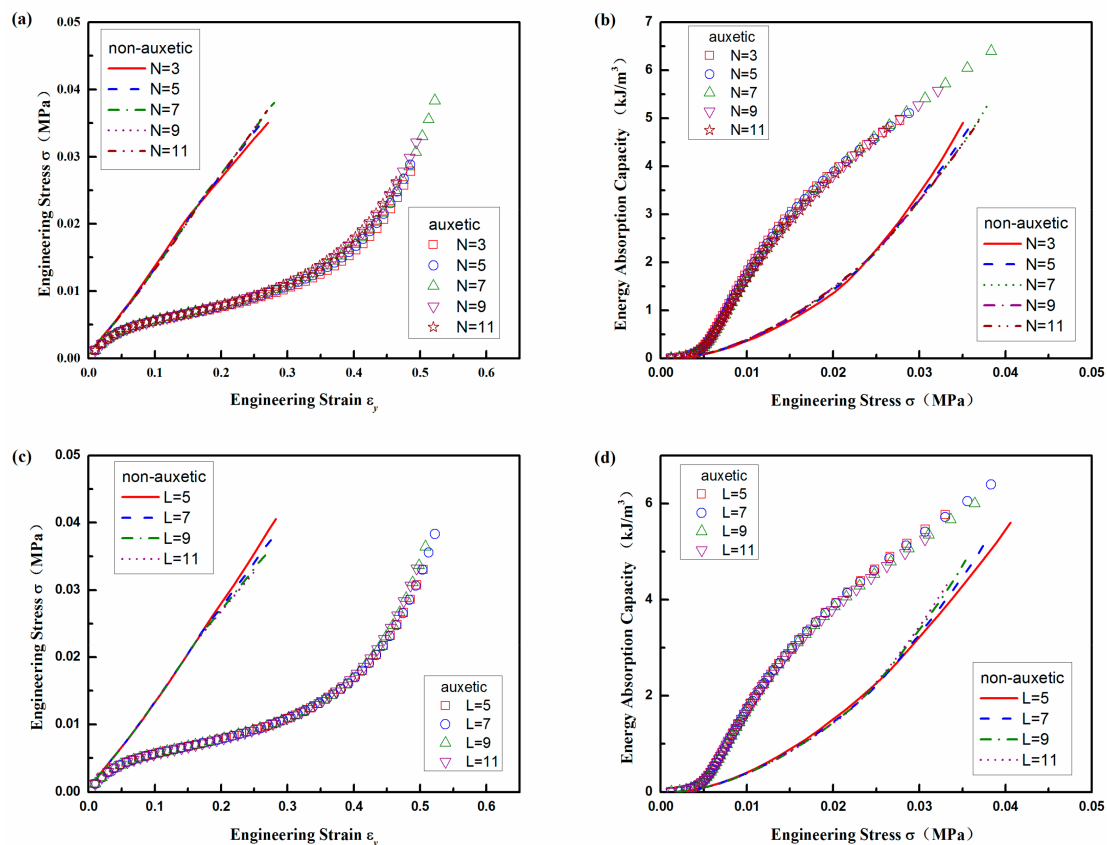 (a)
0.05
0.04
0.03
0.02
0.01
0.00
Engineering Stress σ（MPa）
non-auxetic
N=3
N=5
N=7
N=9
N=11
auxetic
N=3
N=5
N=7
N=9
N=11
0.0 0.1 0.2 0.3 0.4 0.5 0.6
Engineering Strain εy
(b)
7
6
5
4
3
2
1
0
Energy Absorption Capacity （kJ/m³）
auxetic
N=3
N=5
N=7
N=9
N=11
non-auxetic
N=3
N=5
N=7
N=9
N=11
0.00 0.01 0.02 0.03 0.04 0.05
Engineering Stress σ（MPa）
(c)
0.05
0.04
0.03
0.02
0.01
0.00
Engineering Stress σ（MPa）
non-auxetic
L=5
L=7
L=9
L=11
auxetic
L=5
L=7
L=9
L=11
0.0 0.1 0.2 0.3 0.4 0.5 0.6
Engineering Strain εy
(d)
6
4
2
0
Energy Absorption Capacity （kJ/m³）
auxetic
L=5
L=7
L=9
L=11
non-auxetic
L=5
L=7
L=9
L=11
0.00 0.01 0.02 0.03 0.04 0.05
Engineering Stress σ（MPa）